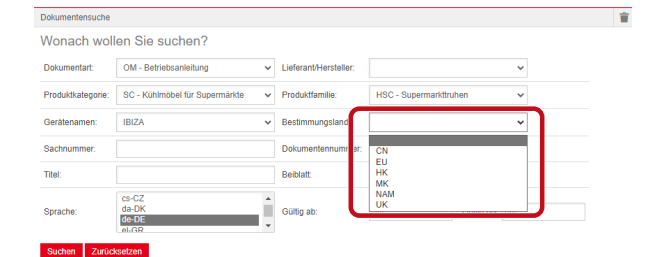 Dokumentensuche
Wonach wollen Sie suchen?
Dokumentart: OM - Betriebsanleitung Lieferant/Hersteller:
Produktkategorie: SC - Kühlmöbel für Supermärkte Produktfamilie: HSC - Supermarkttruhen
Gerätenamen: IBIZA Bestimmungsland
Sachnummer: Dokumentennummer:
CN
EU
HK
MK
NAM
UK
Titel: Beiblatt:
Sprache: cs-CZ
da-DK
de-DE
el-GR
Gültig ab:
Suchen Zurücksetzen